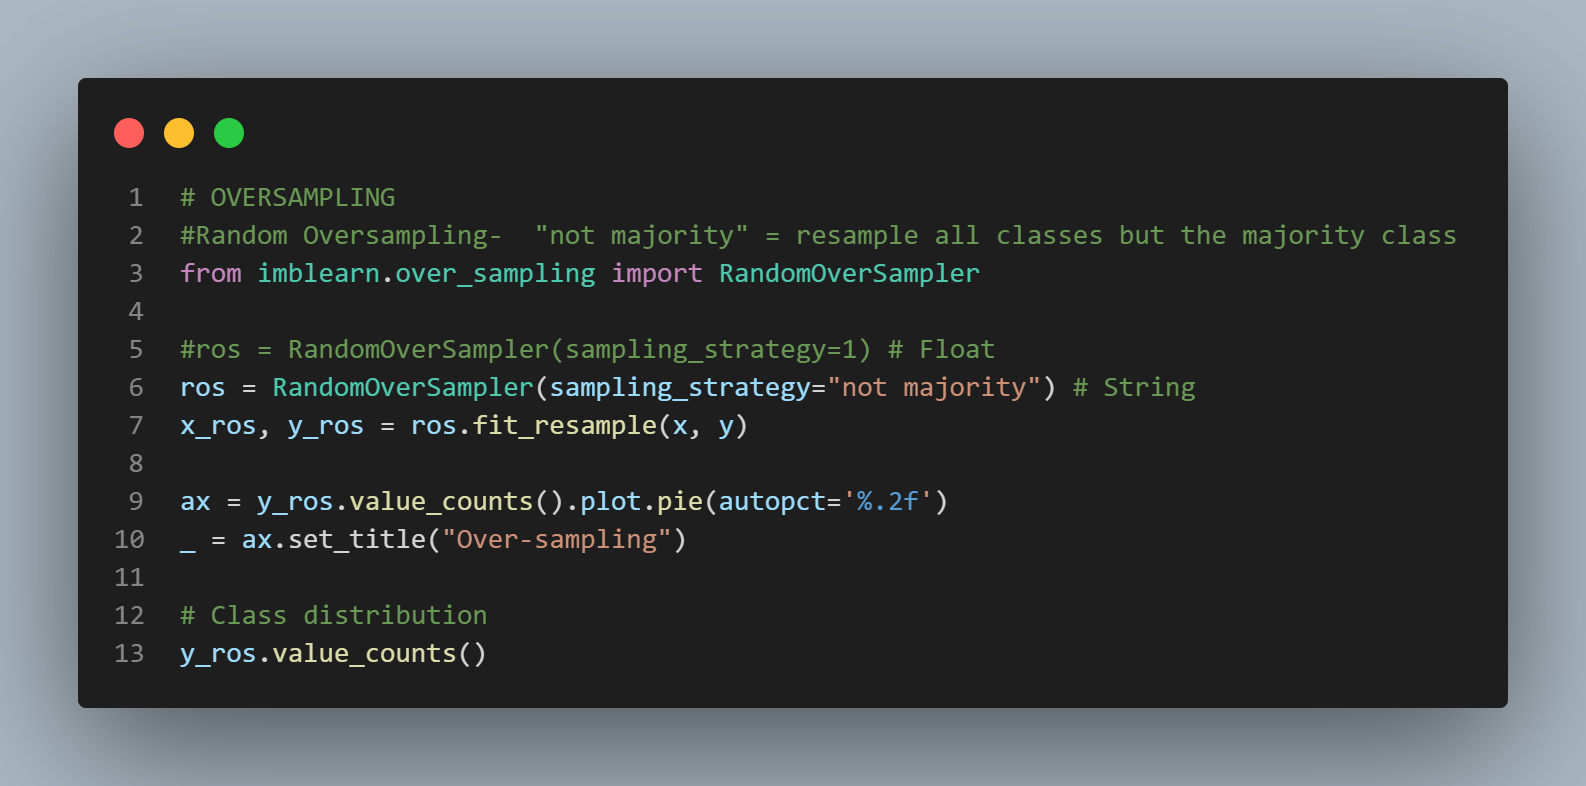 1 # OVERSAMPLING
2 #Random Oversampling-  "not majority" = resample all classes but the majority class
3 from imblearn.over_sampling import RandomOverSampler
4
5 #ros = RandomOverSampler(sampling_strategy=1) # Float
6 ros = RandomOverSampler(sampling_strategy="not majority") # String
7 x_ros, y_ros = ros.fit_resample(x, y)
8
9 ax = y_ros.value_counts().plot.pie(autopct='%.2f')
10 _ = ax.set_title("Over-sampling")
11
12 # Class distribution
13 y_ros.value_counts()